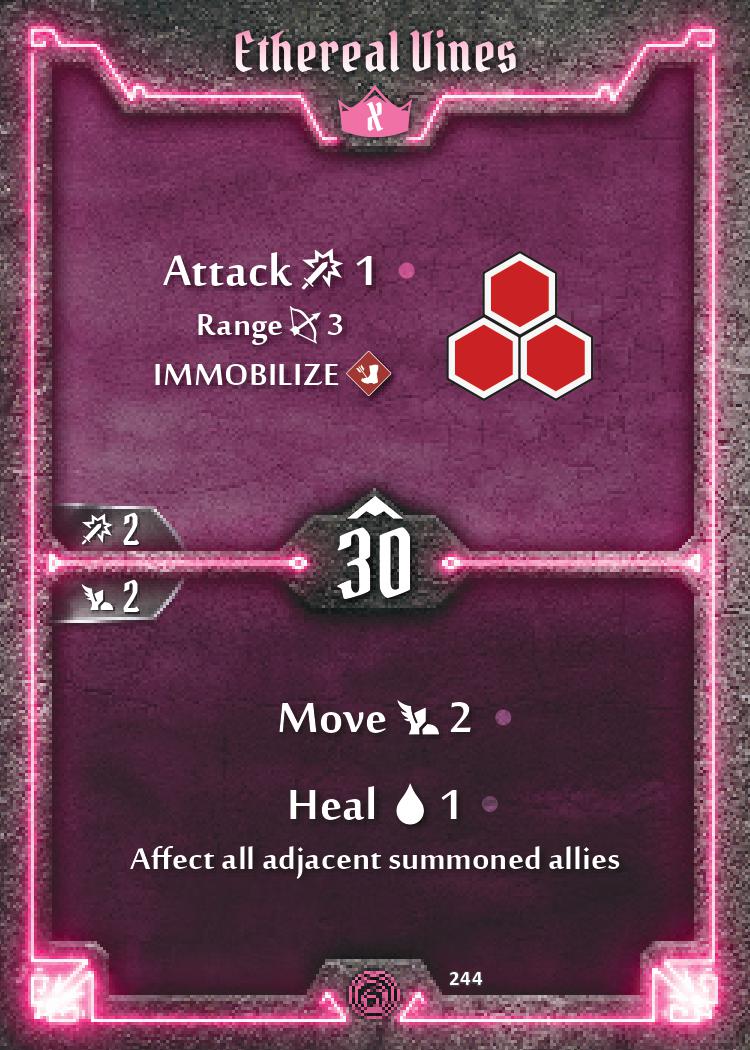 Ethereal Vines
X
Attack 1
Range 3
IMMOBILIZE
2
30
2
Move 2
Heal 1
Affect all adjacent summoned allies
244